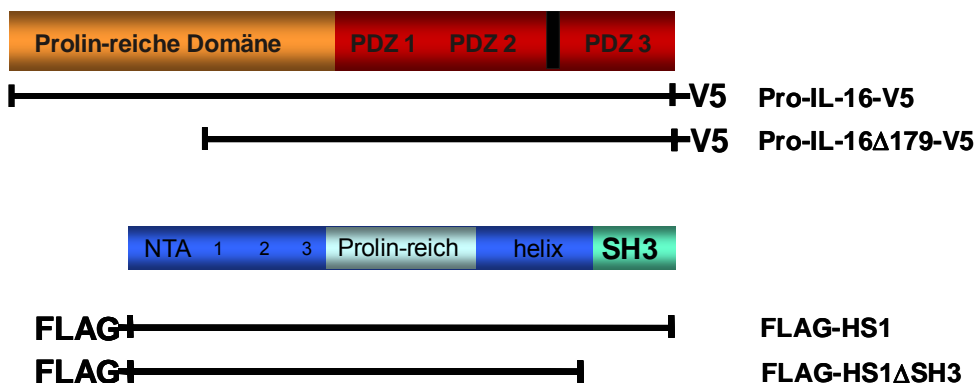 Prolin-reiche Domäne PDZ 1 PDZ 2 PDZ 3
V5 Pro-IL-16-V5
V5 Pro-IL-16Δ179-V5
NTA 1 2 3 Prolin-reich helix SH3
FLAG FLAG-HS1
FLAG FLAG-HS1ΔSH3